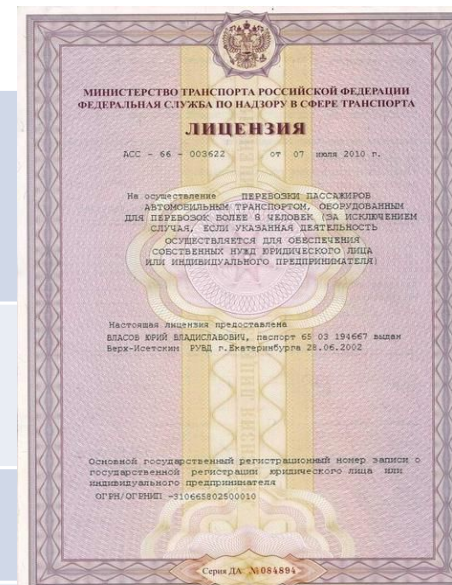 МИНИСТЕРСТВО ТРАНСПОРТА РОССИЙСКОЙ ФЕДЕРАЦИИ
ФЕДЕРАЛЬНАЯ СЛУЖБА ПО НАДЗОРУ В СФЕРЕ ТРАНСПОРТА
ЛИЦЕНЗИЯ
АСС - 66 - 003622 от 07 июля 2010 г.
На осуществление ПЕРЕВОЗКИ ПАССАЖИРОВ
АВТОМОБИЛЬНЫМ ТРАНСПОРТОМ, ОБОРУДОВАННЫМ
ДЛЯ ПЕРЕВОЗОК БОЛЕЕ 8 ЧЕЛОВЕК (ЗА ИСКЛЮЧЕНИЕМ
СЛУЧАЯ, ЕСЛИ УКАЗАННАЯ ДЕЯТЕЛЬНОСТЬ
ОСУЩЕСТВЛЯЕТСЯ ДЛЯ ОБЕСПЕЧЕНИЯ
СОБСТВЕННЫХ НУЖД ЮРИДИЧЕСКОГО ЛИЦА
ИЛИ ИНДИВИДУАЛЬНОГО ПРЕДПРИНИМАТЕЛЯ)
Настоящая лицензия предоставлена
ВЛАСОВ ЮРИЙ ВЛАДИСЛАВОВИЧ, паспорт 65 03 194667 выдан
Верх-Исетским РУВД г.Екатеринбурга 28.06.2002
Основной государственный регистрационный номер записи о
государственной регистрации юридического лица или
индивидуального предпринимателя
ОГРН/ОГРНИП -310665802500010
Серия ДА №084894